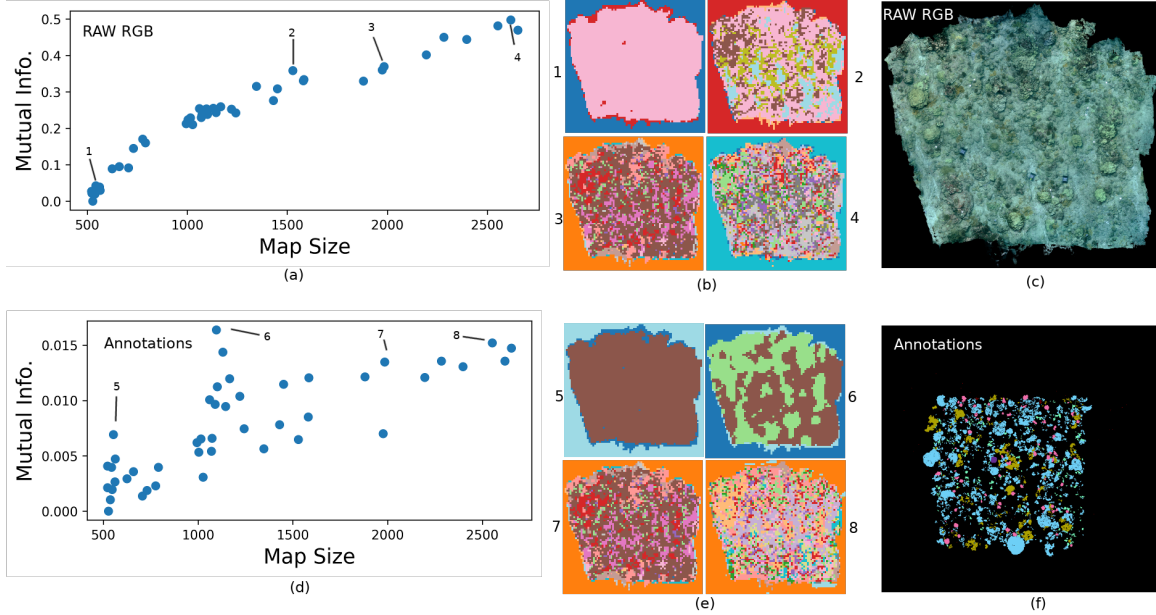 RAW RGB
Mutual Info.
0.5
0.4
0.3
0.2
0.1
0.0
1
2
3
4
500
1000
1500
2000
2500
Map Size
(a)
1
2
3
4
(b)
RAW RGB
(c)
Annotations
Mutual Info.
0.015
0.010
0.005
0.000
5
6
7
8
500
1000
1500
2000
2500
Map Size
(d)
5
6
7
8
(e)
Annotations
(f)